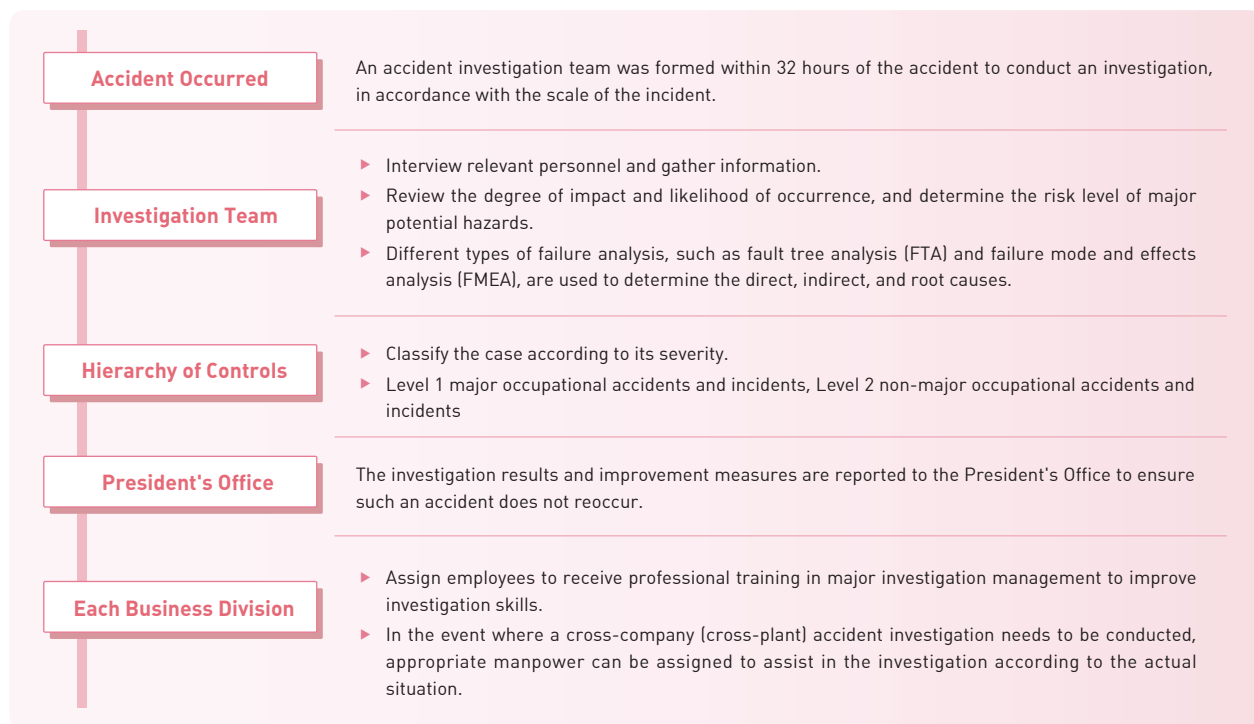 Accident Occurred
An accident investigation team was formed within 32 hours of the accident to conduct an investigation,
in accordance with the scale of the incident.
Investigation Team
▶ Interview relevant personnel and gather information.
▶ Review the degree of impact and likelihood of occurrence, and determine the risk level of major
potential hazards.
▶ Different types of failure analysis, such as fault tree analysis (FTA) and failure mode and effects
analysis (FMEA), are used to determine the direct, indirect, and root causes.
Hierarchy of Controls
▶ Classify the case according to its severity.
▶ Level 1 major occupational accidents and incidents, Level 2 non-major occupational accidents and
incidents
President's Office
The investigation results and improvement measures are reported to the President's Office to ensure
such an accident does not reoccur.
Each Business Division
▶ Assign employees to receive professional training in major investigation management to improve
investigation skills.
▶ In the event where a cross-company (cross-plant) accident investigation needs to be conducted,
appropriate manpower can be assigned to assist in the investigation according to the actual
situation.